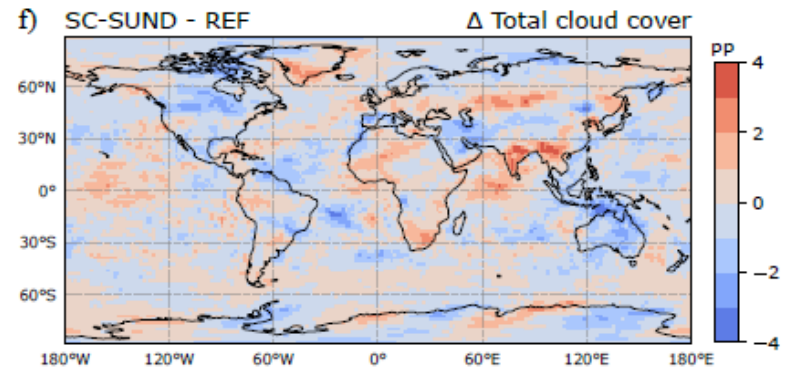 f) SC-SUND - REF Δ Total cloud cover
PP
4
60°N
2
30°N
0°
0
30°S
−2
60°S
−4
180°W 120°W 60°W 0° 60°E 120°E 180°E